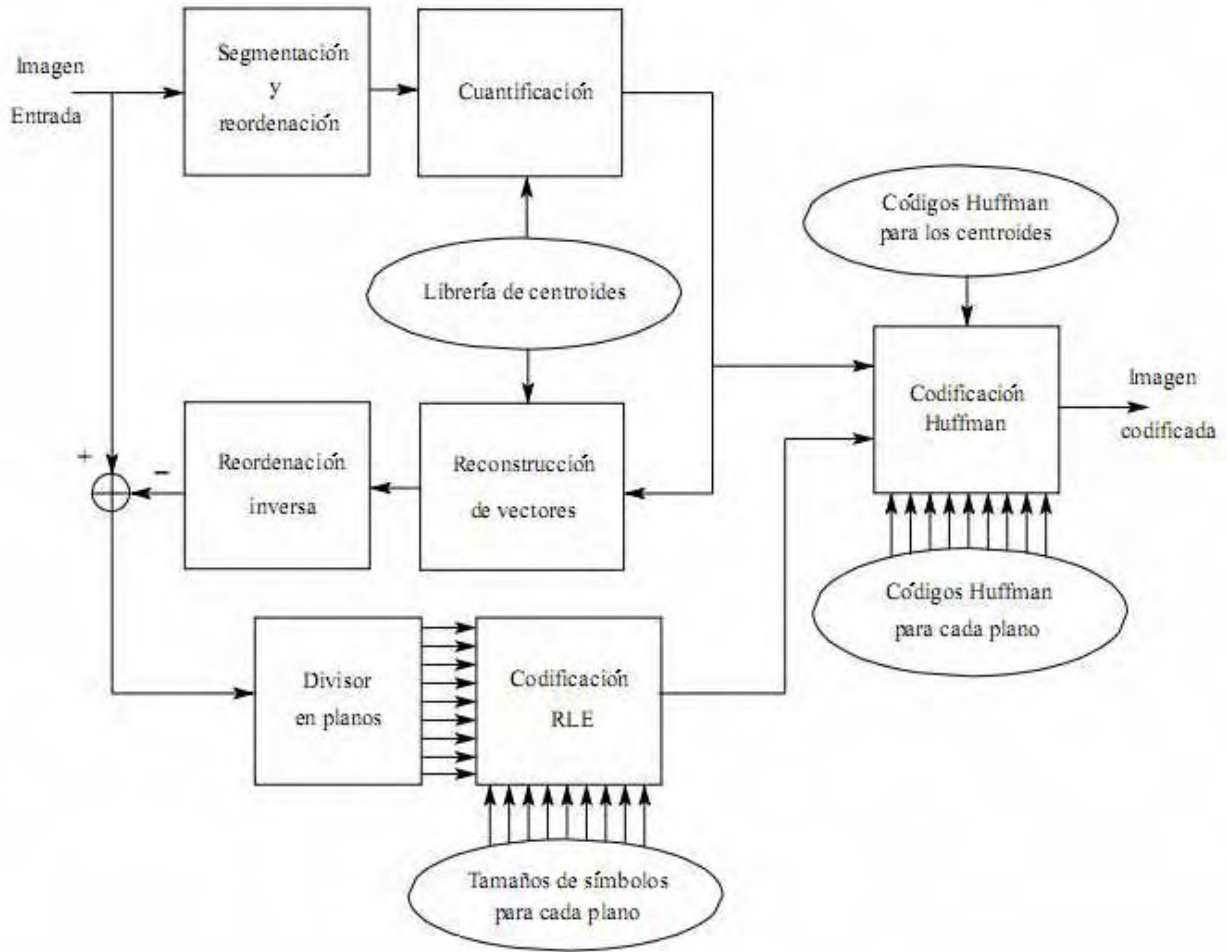 Imagen
Entrada
Segmentación
y
reordenación
Cuantificación
Códigos Huffman
para los centroides
Librería de centroides
Codificación
Huffman
Imagen
codificada
+
−
Reordenación
inversa
Reconstrucción
de vectores
Códigos Huffman
para cada plano
Divisor
en planos
Codificación
RLE
Tamaños de símbolos
para cada plano